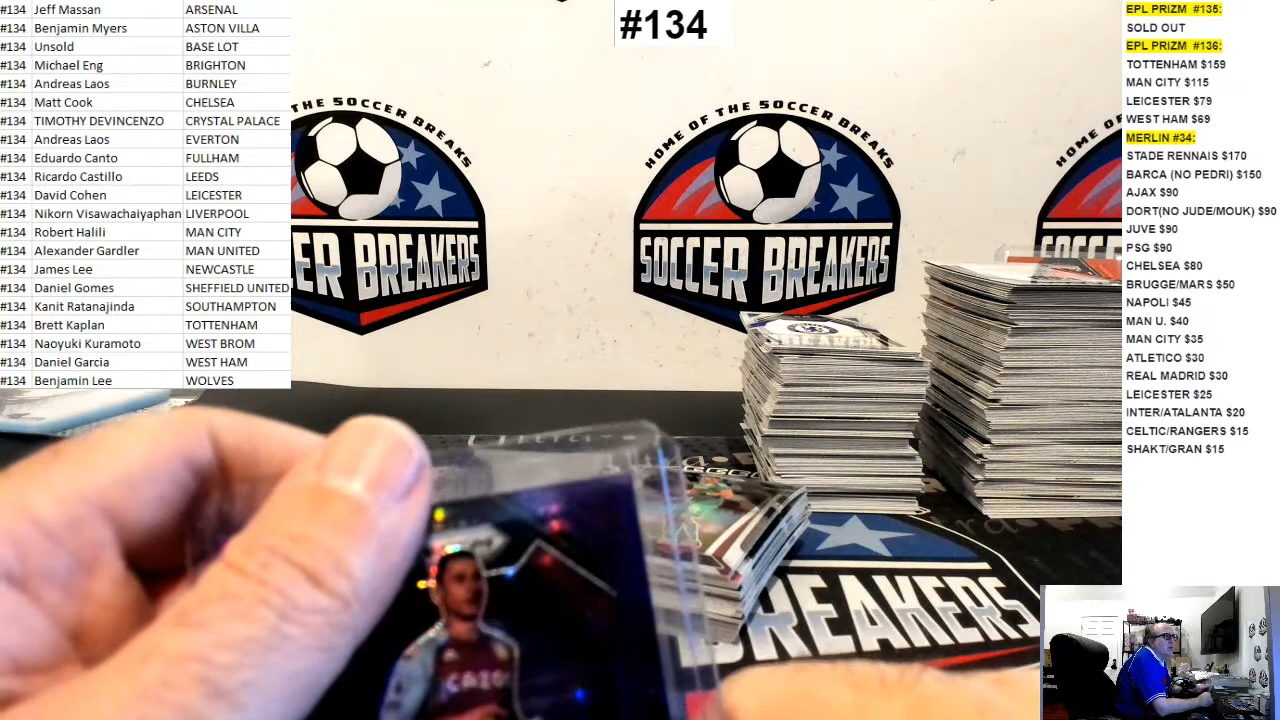 #134 Jeff Massan ARSENAL
#134 Benjamin Myers ASTON VILLA
#134 Unsold BASE LOT
#134 Michael Eng BRIGHTON
#134 Andreas Laos BURNLEY
#134 Matt Cook CHELSEA
#134 TIMOTHY DEVINCENZO CRYSTAL PALACE
#134 Andreas Laos EVERTON
#134 Eduardo Canto FULLHAM
#134 Ricardo Castillo LEEDS
#134 David Cohen LEICESTER
#134 Nikorn Visawachaiyaphan LIVERPOOL
#134 Robert Halili MAN CITY
#134 Alexander Gardler MAN UNITED
#134 James Lee NEWCASTLE
#134 Daniel Gomes SHEFFIELD UNITED
#134 Kanit Ratanajinda SOUTHAMPTON
#134 Brett Kaplan TOTTENHAM
#134 Naoyuki Kuramoto WEST BROM
#134 Daniel Garcia WEST HAM
#134 Benjamin Lee WOLVES
#134
THE SOCCER BREAKS
ER BREAKERS
HOME OF THE SOCCER BREAKS
SOCCER BREAKERS
HOME OF
SOCCER
BREAKERS
CAZOO
EPL PRIZM #135:
SOLD OUT
EPL PRIZM #136:
TOTTENHAM $159
MAN CITY $115
LEICESTER $79
WEST HAM $69
MERLIN #34:
STADE RENNAIS $170
BARCA (NO PEDRI) $150
AJAX $90
DORT(NO JUDE/MOUK) $90
JUVE $90
PSG $90
CHELSEA $80
BRUGGE/MARS $50
NAPOLI $45
MAN U. $40
MAN CITY $35
ATLETICO $30
REAL MADRID $30
LEICESTER $25
INTER/ATALANTA $20
CELTIC/RANGERS $15
SHAKT/GRAN $15